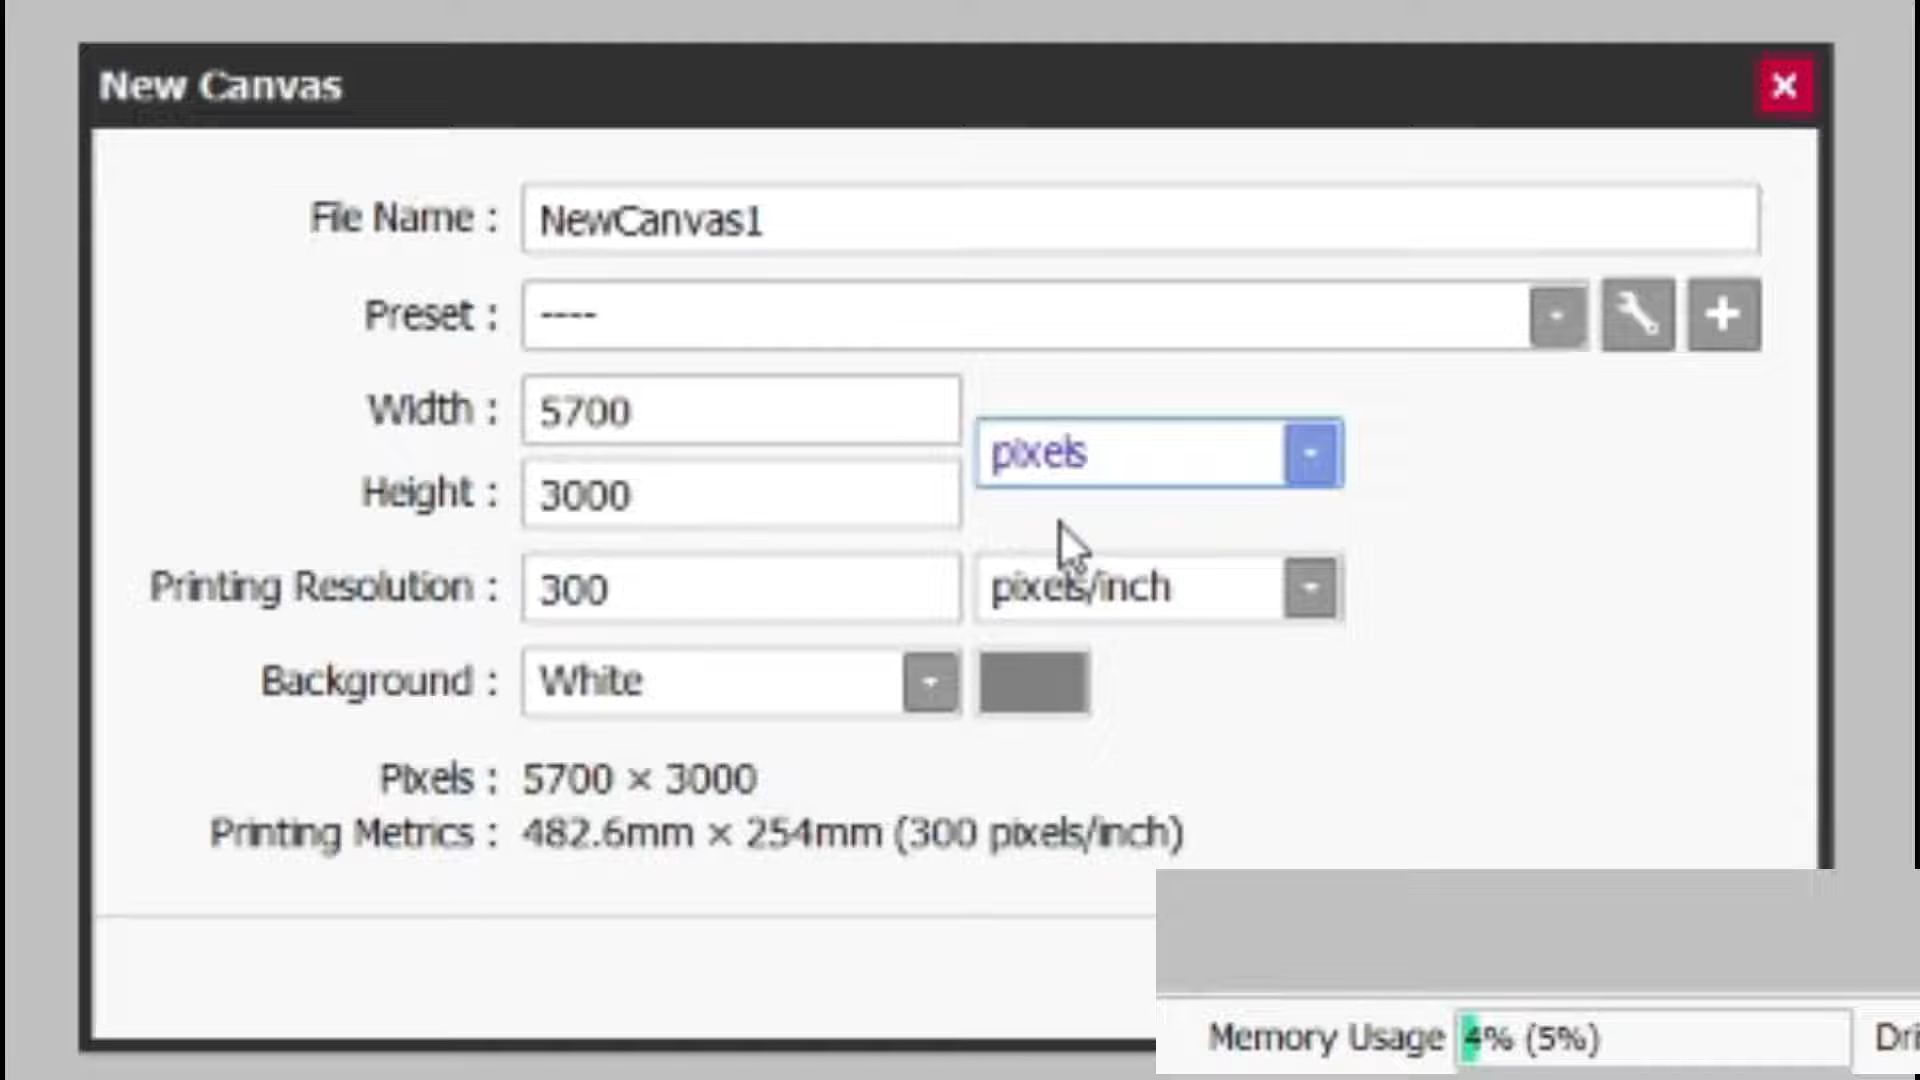 New Canvas
File Name : NewCanvas1
Preset : ----
Width : 5700
pixels
Height : 3000
Printing Resolution : 300 pixels/inch
Background : White
Pixels : 5700 × 3000
Printing Metrics : 482.6mm × 254mm (300 pixels/inch)
Memory Usage 4% (5%)